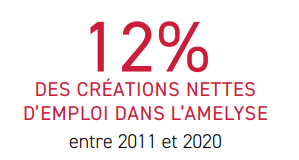 12%
DES CRÉATIONS NETTES
D'EMPLOI DANS L'AMELYSE
entre 2011 et 2020